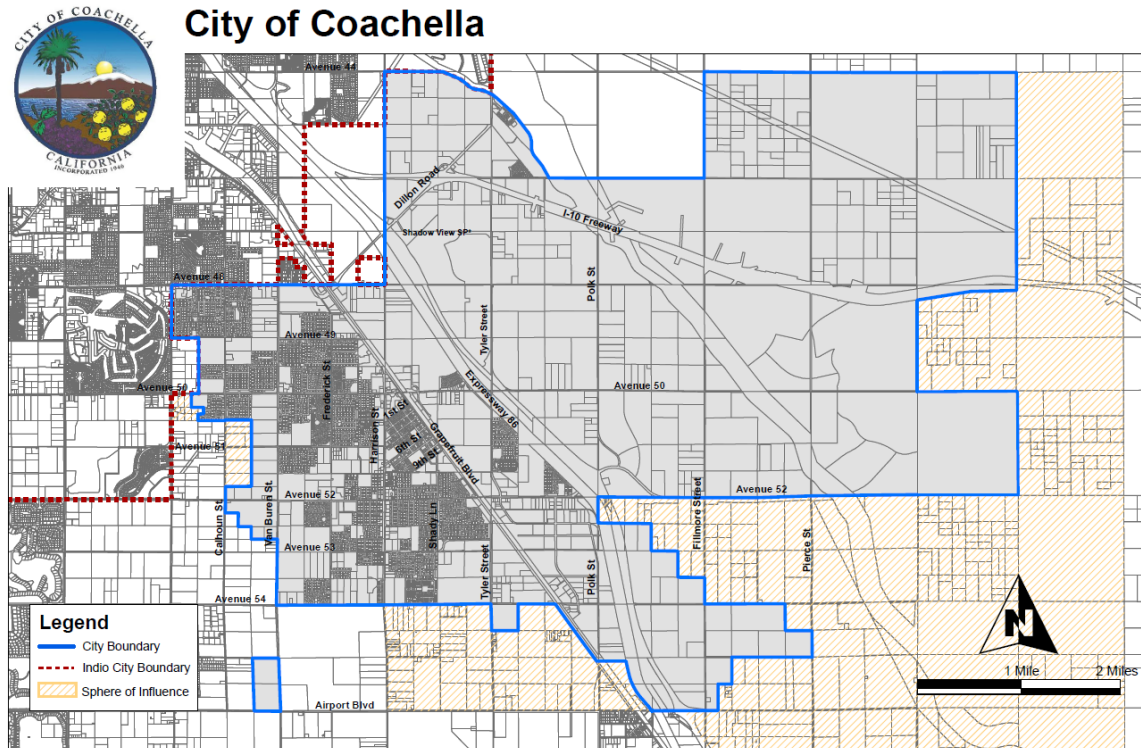 City of Coachella
CITY OF COACHELLA
CALIFORNIA
INCORPORATED 1946
Avenue 44
Dillon Road
I-10 Freeway
Shadow View SP*
Avenue 48
Polk St
Avenue 49
Tyler Street
Frederick St
Avenue 50
Avenue 50
Expressway 86
Harrison St
1st St
Grapefruit Blvd
6th St
9th St
Avenue 51
Avenue 52
Avenue 52
Calhoun St
Van Buren St
Shady Ln
Fillmore Street
Avenue 53
Tyler Street
Polk St
Pierce St
Avenue 54
Legend
City Boundary
Indio City Boundary
Sphere of Influence
Airport Blvd
N
1 Mile
2 Miles